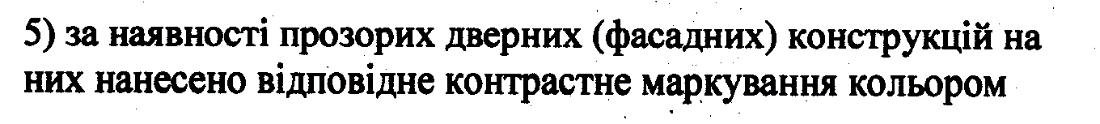 5) за наявності прозорих дверних (фасадних) конструкцій на
них нанесено відповідне контрастне маркування кольором